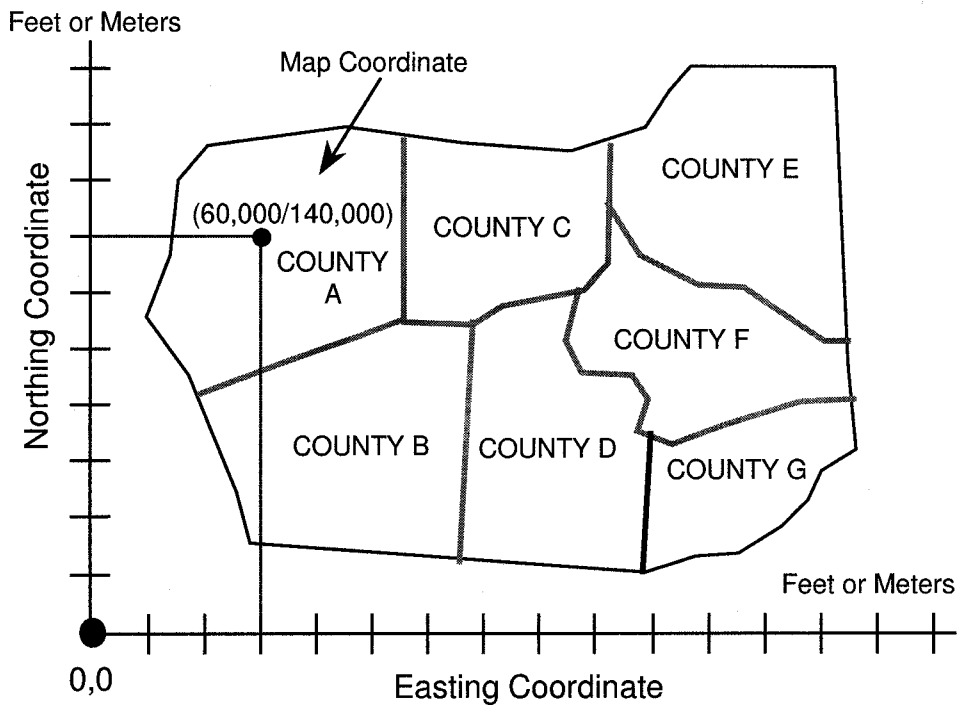 Feet or Meters
Map Coordinate
COUNTY E
(60,000/140,000)
COUNTY C
COUNTY
A
Northing Coordinate
COUNTY F
COUNTY B
COUNTY D
COUNTY G
Feet or Meters
0,0
Easting Coordinate